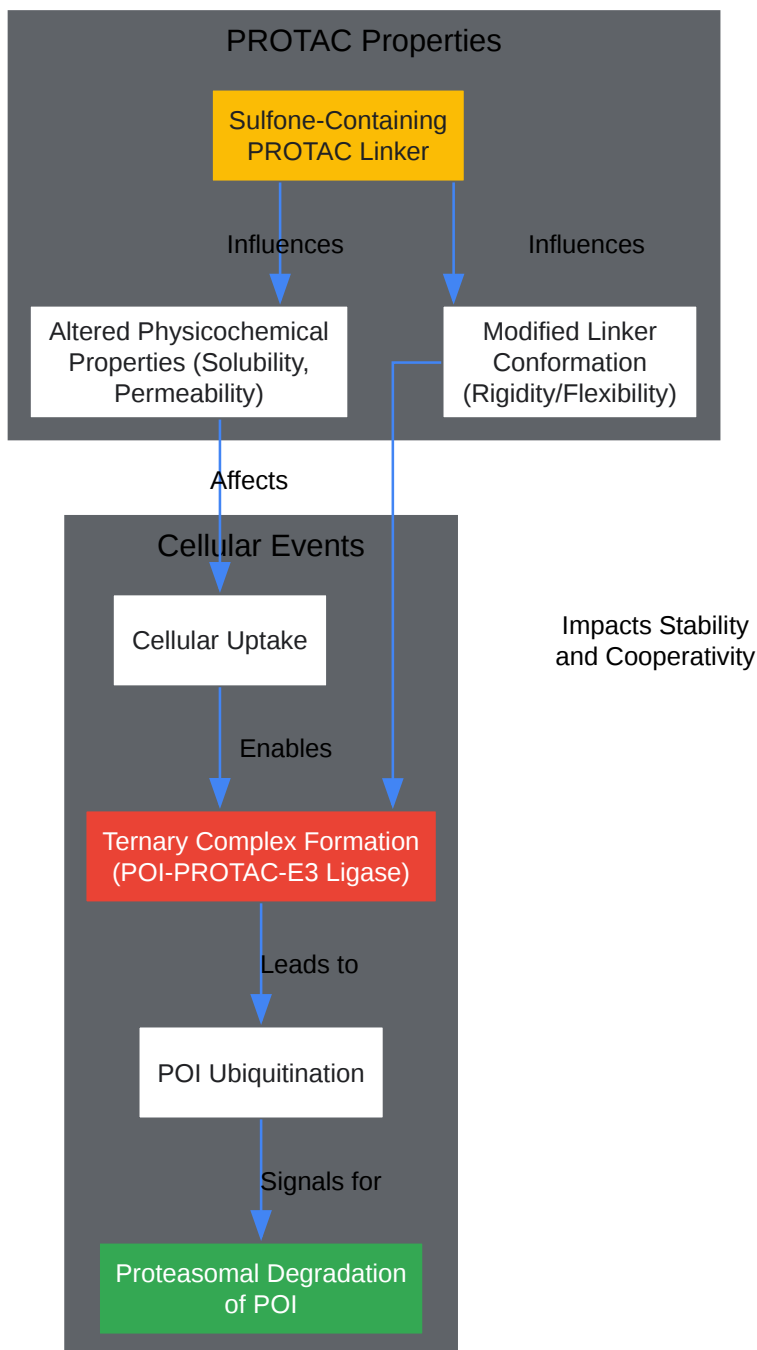 PROTAC Properties
Sulfone-Containing
PROTAC Linker
Influences
Influences
Altered Physicochemical
Properties (Solubility,
Permeability)
Modified Linker
Conformation
(Rigidity/Flexibility)
Affects
Cellular Events
Cellular Uptake
Impacts Stability
and Cooperativity
Enables
Ternary Complex Formation
(POI-PROTAC-E3 Ligase)
Leads to
POI Ubiquitination
Signals for
Proteasomal Degradation
of POI